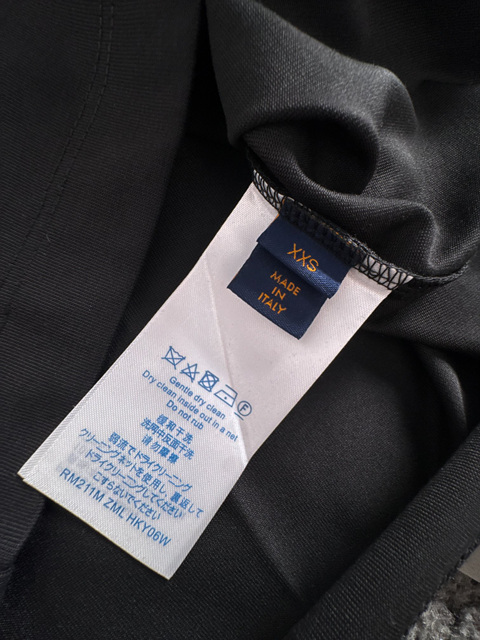 XXS
MADE
IN
ITALY
Gentle dry clean
Dry clean inside out in a net
Do not rub
缓和干洗
洗网中反面干洗
请勿摩擦
弱流でドライクリーニング
クリーニングネットを使用し、裏返して
ドライクリーニングしてください
こすらないでください
RM211M ZML HKY06W